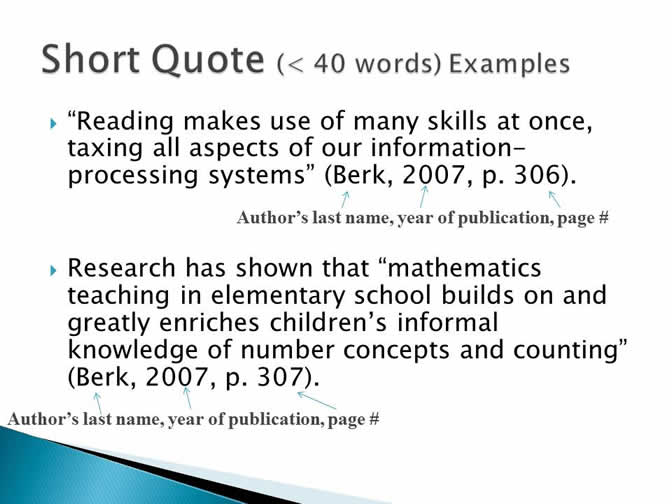 Short Quote (< 40 words) Examples
“Reading makes use of many skills at once,
taxing all aspects of our information-
processing systems” (Berk, 2007, p. 306).
Author’s last name, year of publication, page #
Research has shown that “mathematics
teaching in elementary school builds on and
greatly enriches children’s informal
knowledge of number concepts and counting”
(Berk, 2007, p. 307).
Author’s last name, year of publication, page #